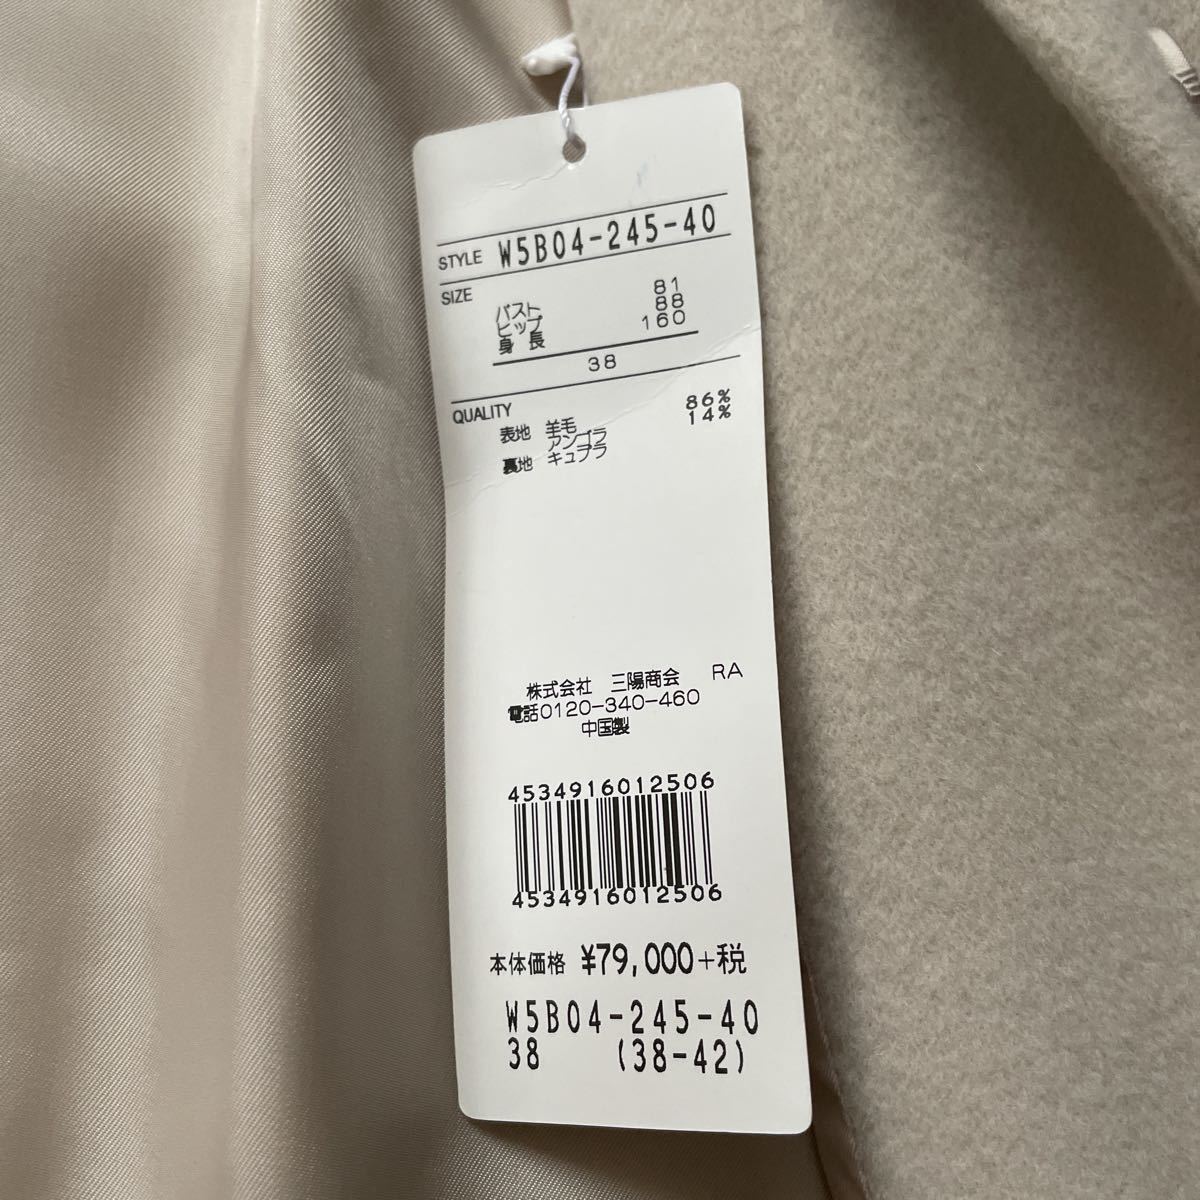 STYLE W5B04-245-40
SIZE
バスト 81
ヒップ 88
身長 160
38
QUALITY
表地 羊毛 86%
アンゴラ 14%
裏地 キュプラ
株式会社 三陽商会 RA
電話0120-340-460
中国製
4534916012506
4534916012506
本体価格 ¥79,000+税
W5B04-245-40
38 (38-42)